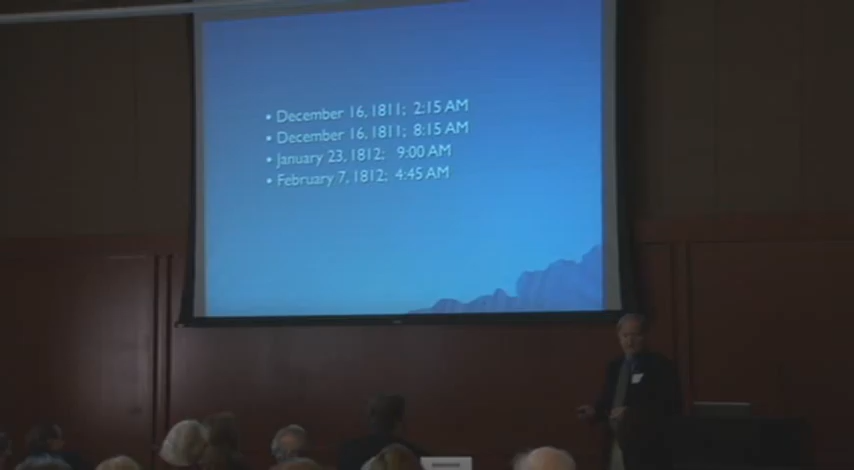 • December 16, 1811; 2:15 AM
• December 16, 1811; 8:15 AM
• January 23, 1812; 9:00 AM
• February 7, 1812; 4:45 AM